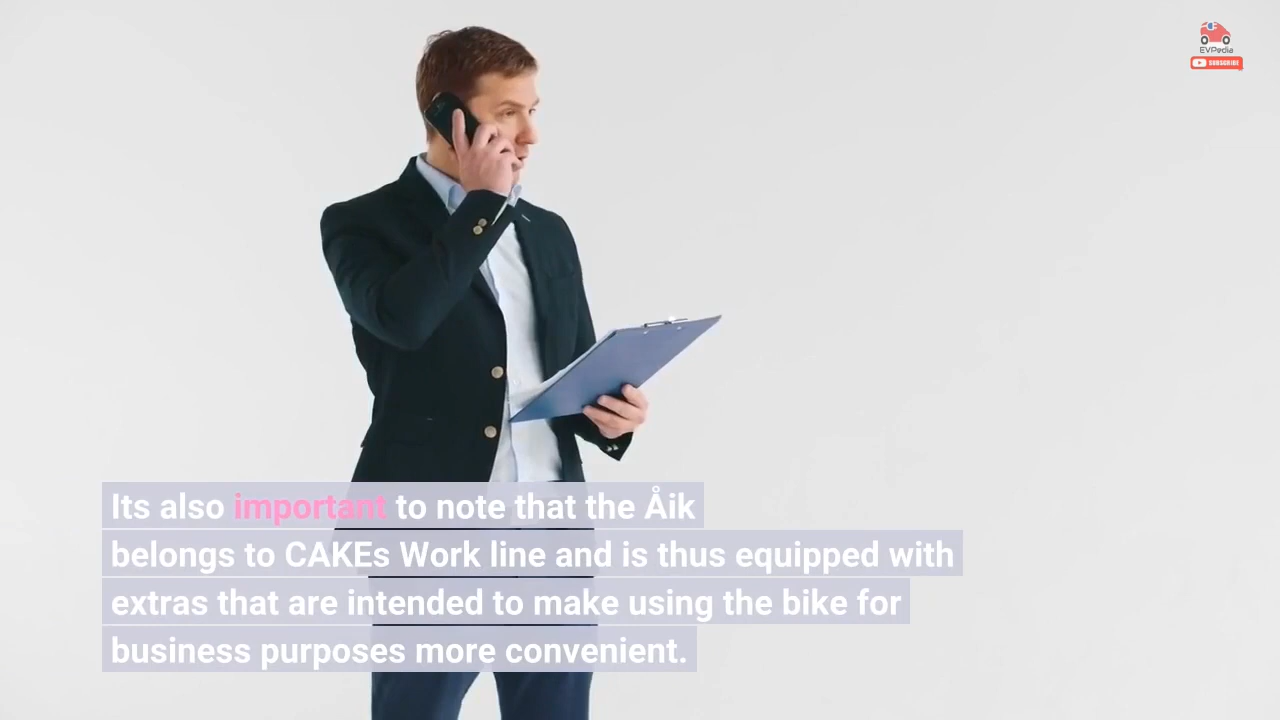 EVPedia
SUBSCRIBE
Its also important to note that the Åik
belongs to CAKEs Work line and is thus equipped with
extras that are intended to make using the bike for
business purposes more convenient.